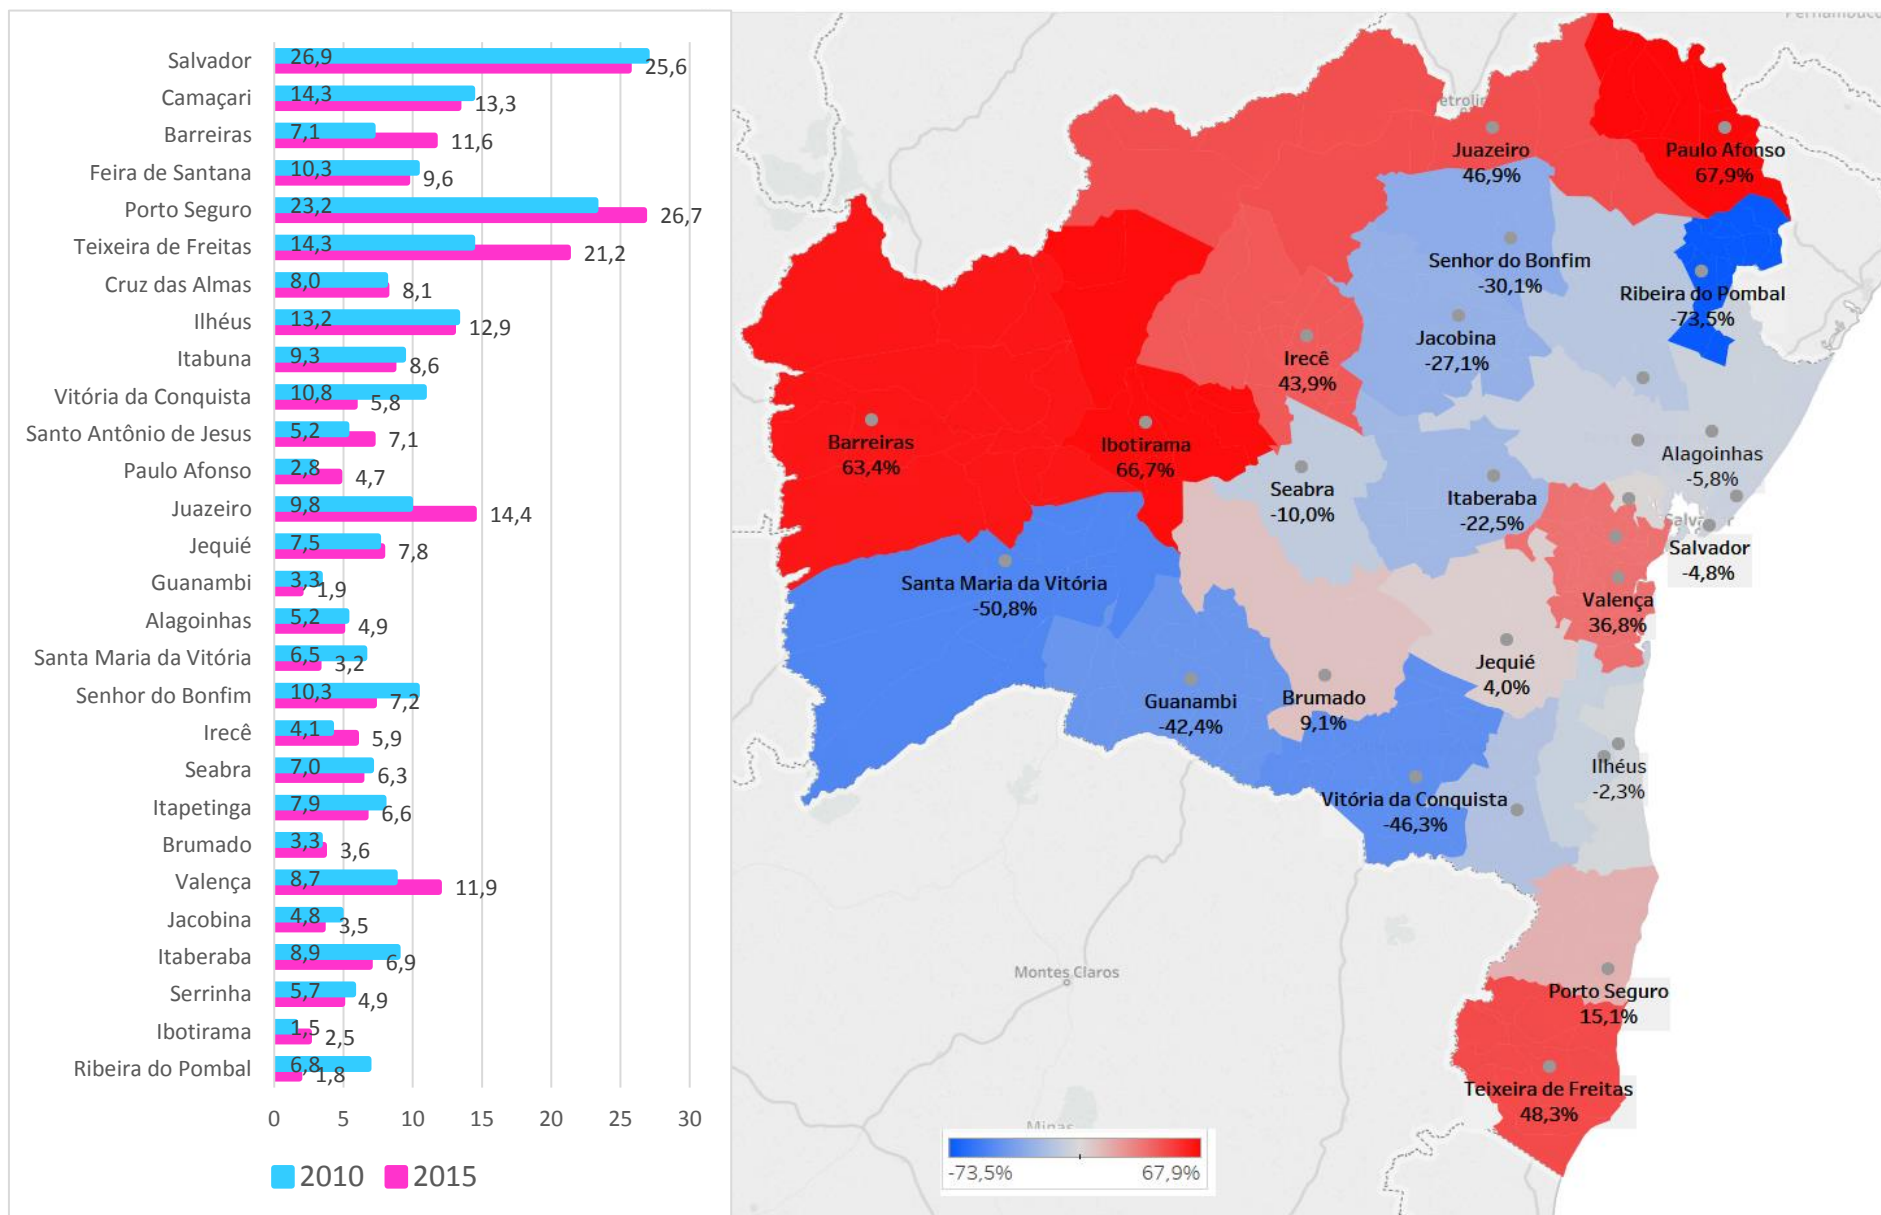 Salvador 26,9 25,6
Camaçari 14,3 13,3
Barreiras 7,1 11,6
Feira de Santana 10,3 9,6
Porto Seguro 23,2 26,7
Teixeira de Freitas 14,3 21,2
Cruz das Almas 8,0 8,1
Ilhéus 13,2 12,9
Itabuna 9,3 8,6
Vitória da Conquista 10,8 5,8
Santo Antônio de Jesus 5,2 7,1
Paulo Afonso 2,8 4,7
Juazeiro 9,8 14,4
Jequié 7,5 7,8
Guanambi 3,3 1,9
Alagoinhas 5,2 4,9
Santa Maria da Vitória 6,5 3,2
Senhor do Bonfim 10,3 7,2
Irecê 4,1 5,9
Seabra 7,0 6,3
Itapetinga 7,9 6,6
Brumado 3,3 3,6
Valença 8,7 11,9
Jacobina 4,8 3,5
Itaberaba 8,9 6,9
Serrinha 5,7 4,9
Ibotirama 1,5 2,5
Ribeira do Pombal 6,8 1,8
0 5 10 15 20 25 30
2010 2015
Juazeiro
46,9%
Paulo Afonso
67,9%
Senhor do Bonfim
-30,1%
Ribeira do Pombal
-73,5%
Jacobina
-27,1%
Irecê
43,9%
Barreiras
63,4%
Ibotirama
66,7%
Seabra
-10,0%
Itaberaba
-22,5%
Alagoinhas
-5,8%
Salvador
-4,8%
Santa Maria da Vitória
-50,8%
Valença
36,8%
Guanambi
-42,4%
Brumado
9,1%
Jequié
4,0%
Vitória da Conquista
-46,3%
Ilhéus
-2,3%
Montes Claros
Porto Seguro
15,1%
Teixeira de Freitas
48,3%
Minas
-73,5% 67,9%